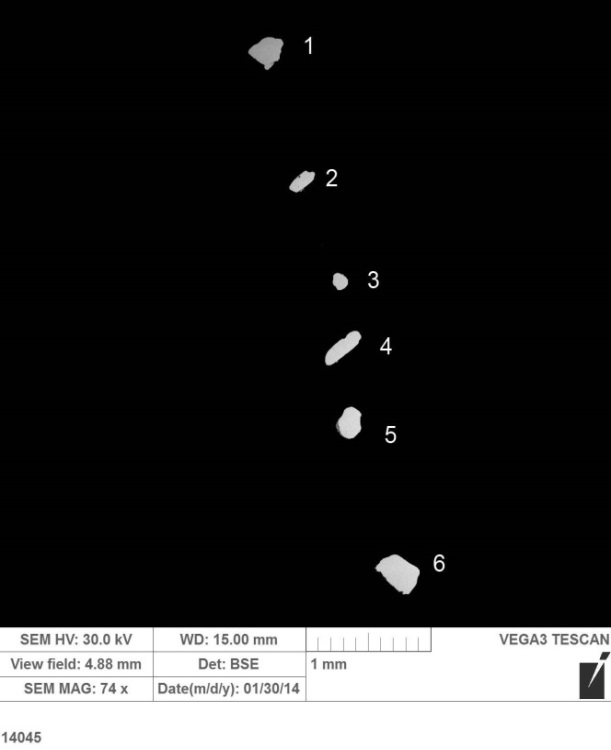 1
2
3
4
5
6
SEM HV: 30.0 kV
WD: 15.00 mm
VEGA3 TESCAN
View field: 4.88 mm
Det: BSE
1 mm
SEM MAG: 74 x
Date(m/d/y): 01/30/14
14045